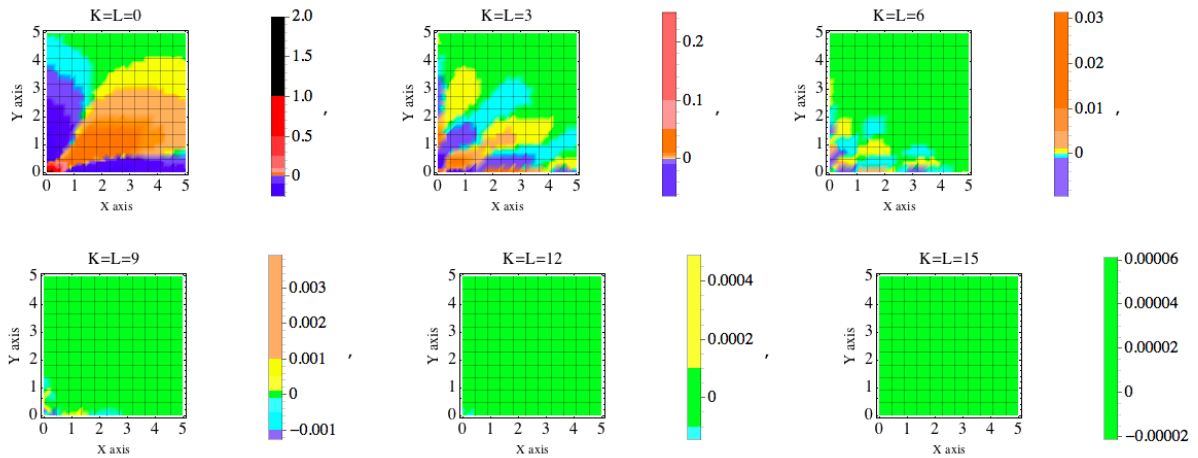 K=L=0
5
4
3
2
1
0
Y axis
0 1 2 3 4 5
X axis
2.0
1.5
1.0
0.5
0
,
K=L=3
5
4
3
2
1
0
Y axis
0 1 2 3 4 5
X axis
0.2
0.1
0
,
K=L=6
5
4
3
2
1
0
Y axis
0 1 2 3 4 5
X axis
0.03
0.02
0.01
0
,
K=L=9
5
4
3
2
1
0
Y axis
0 1 2 3 4 5
X axis
0.003
0.002
0.001
0
−0.001
,
K=L=12
5
4
3
2
1
0
Y axis
0 1 2 3 4 5
X axis
0.0004
0.0002
0
,
K=L=15
5
4
3
2
1
0
Y axis
0 1 2 3 4 5
X axis
0.00006
0.00004
0.00002
0
−0.00002